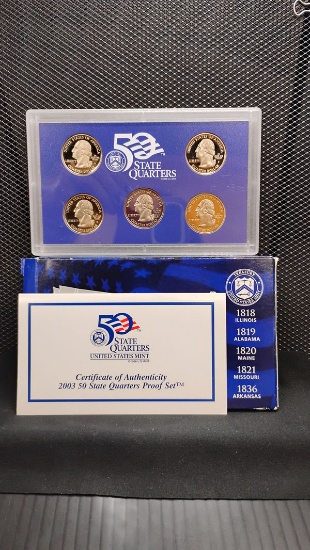 50
STATE
QUARTERS
50
STATE
QUARTERS
UNITED STATES MINT
Certificate of Authenticity
2003 50 State Quarters Proof Set™
1818
ILLINOIS
1819
ALABAMA
1820
MAINE
1821
MISSOURI
1836
ARKANSAS